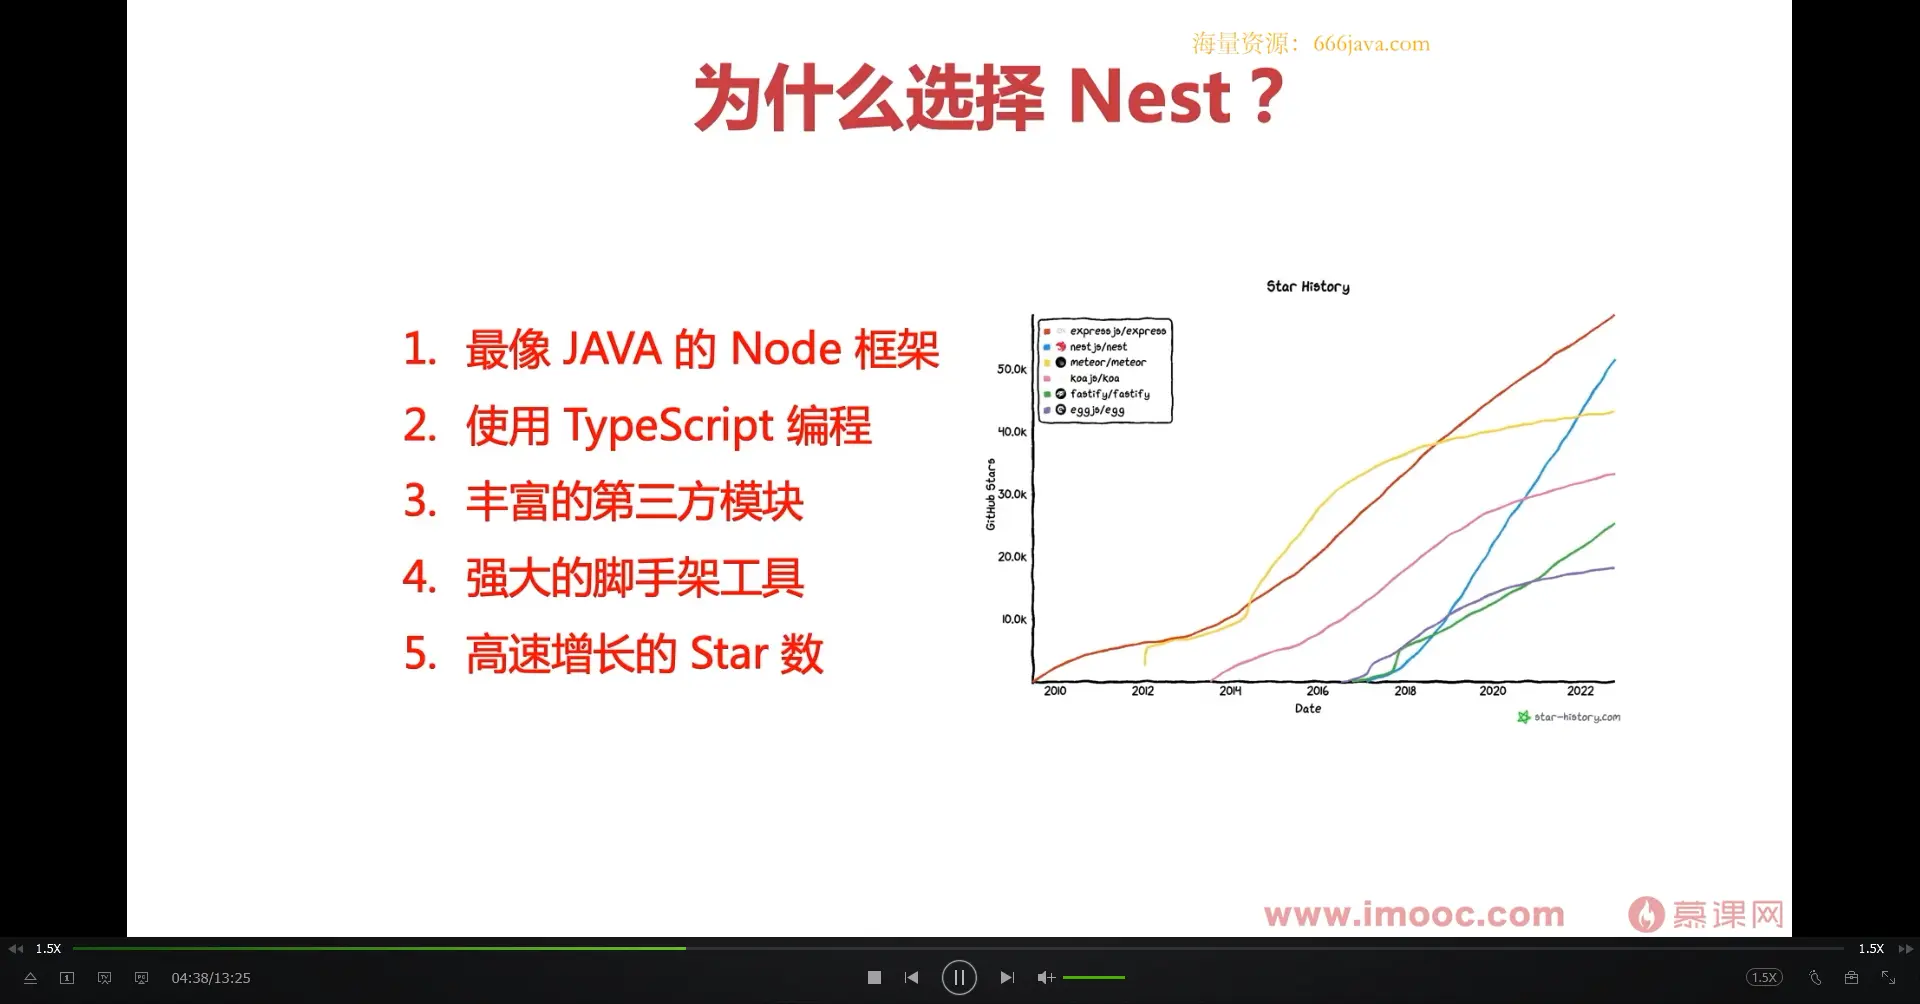 海量资源：666java.com
为什么选择 Nest？
1. 最像 JAVA 的 Node 框架
2. 使用 TypeScript 编程
3. 丰富的第三方模块
4. 强大的脚手架工具
5. 高速增长的 Star 数
Star History
expressjs/express
nestjs/nest
meteor/meteor
koajs/koa
fastify/fastify
eggjs/egg
GitHub Stars
50.0k
40.0k
30.0k
20.0k
10.0k
2010 2012 2014 2016 2018 2020 2022
Date
star-history.com
www.imooc.com 慕课网
1.5X 1.5X
04:38/13:25
1.5X